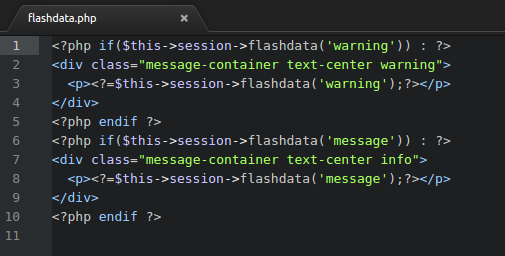 flashdata.php ×
1 <?php if($this->session->flashdata('warning')) : ?>
2 <div class="message-container text-center warning">
3   <p><?=$this->session->flashdata('warning');?></p>
4 </div>
5 <?php endif ?>
6 <?php if($this->session->flashdata('message')) : ?>
7 <div class="message-container text-center info">
8   <p><?=$this->session->flashdata('message');?></p>
9 </div>
10 <?php endif ?>
11